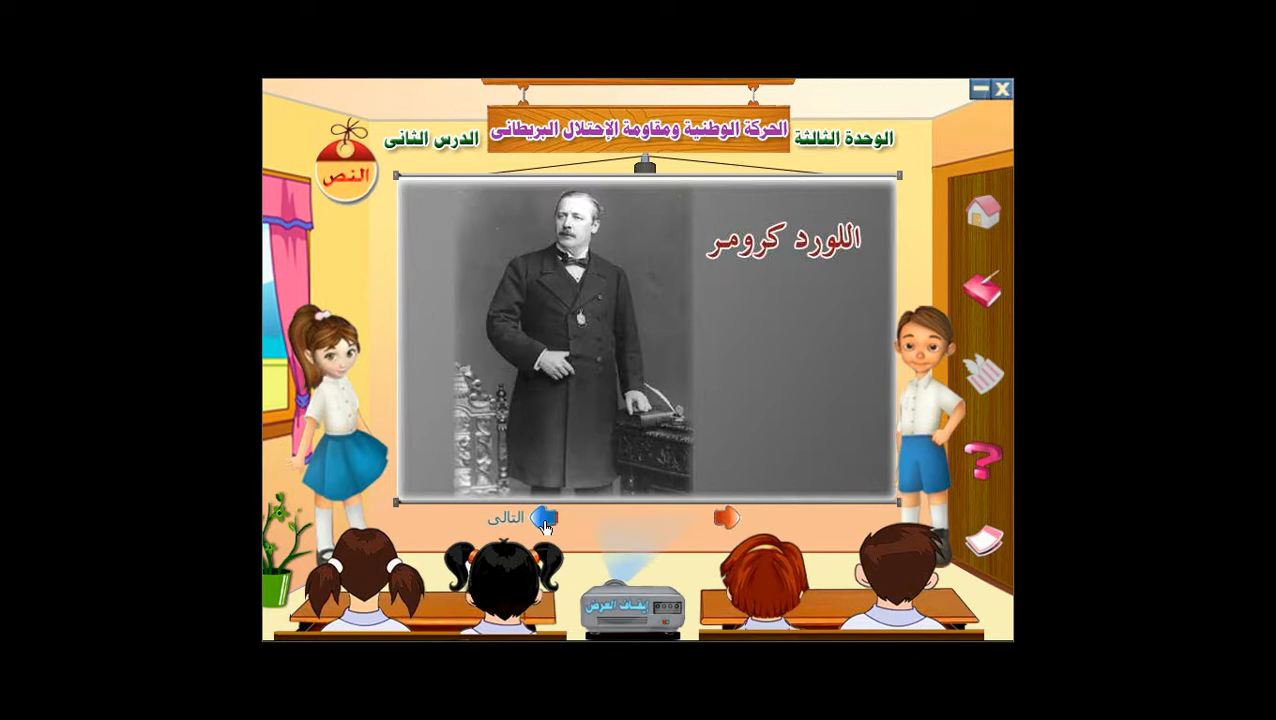 الوحدة الثالثة
الحركة الوطنية ومقاومة الإحتلال البريطانى
الدرس الثانى
النص
اللورد كرومر
التالى
إيقاف العرض